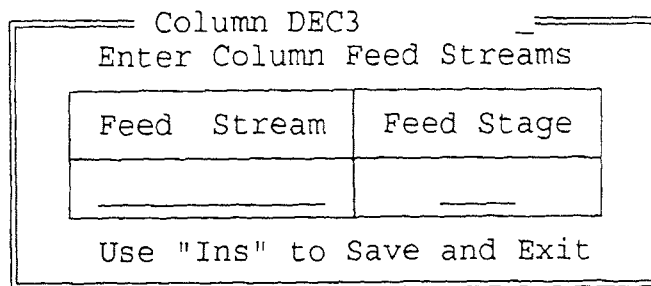 Column DEC3
Enter Column Feed Streams
Feed Stream Feed Stage
Use "Ins" to Save and Exit